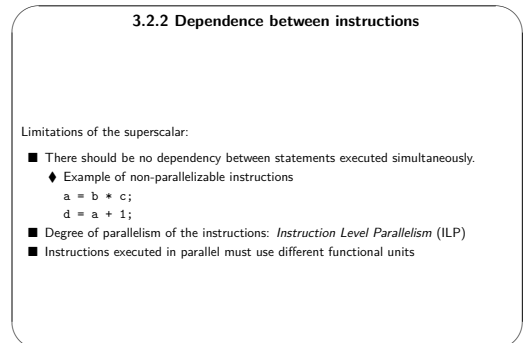 3.2.2 Dependence between instructions
Limitations of the superscalar:
■ There should be no dependency between statements executed simultaneously.
♦ Example of non-parallelizable instructions
a = b * c;
d = a + 1;
■ Degree of parallelism of the instructions: Instruction Level Parallelism (ILP)
■ Instructions executed in parallel must use different functional units